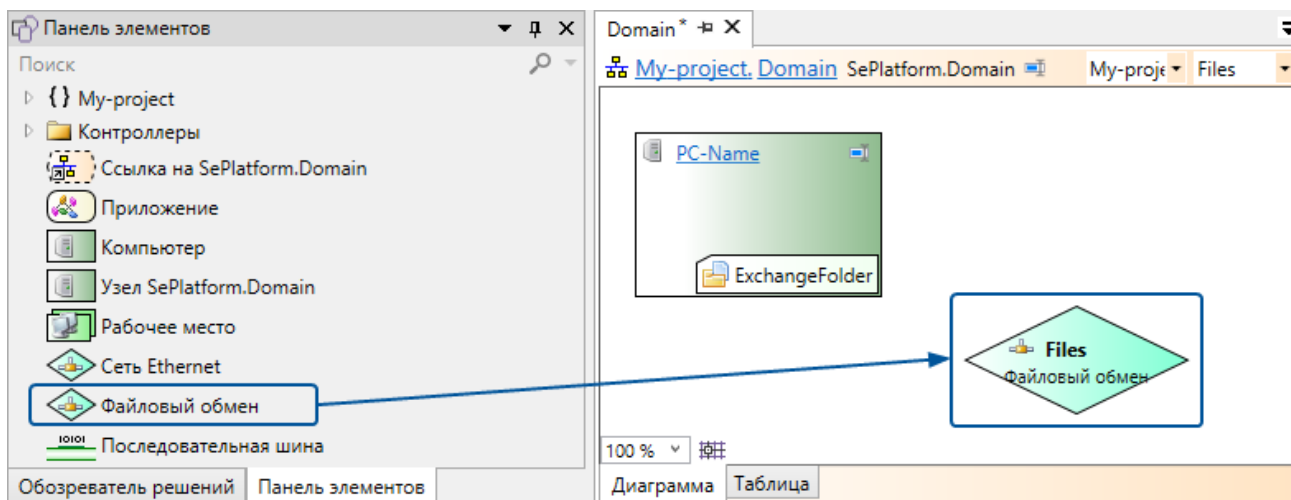 Панель элементов
Поиск
{ } My-project
Контроллеры
Ссылка на SePlatform.Domain
Приложение
Компьютер
Узел SePlatform.Domain
Рабочее место
Сеть Ethernet
Файловый обмен
10101
Последовательная шина
Обозреватель решений
Панель элементов
Domain*
My-project. Domain SePlatform.Domain My-proje Files
PC-Name
ExchangeFolder
Files
Файловый обмен
100 %
Диаграмма
Таблица